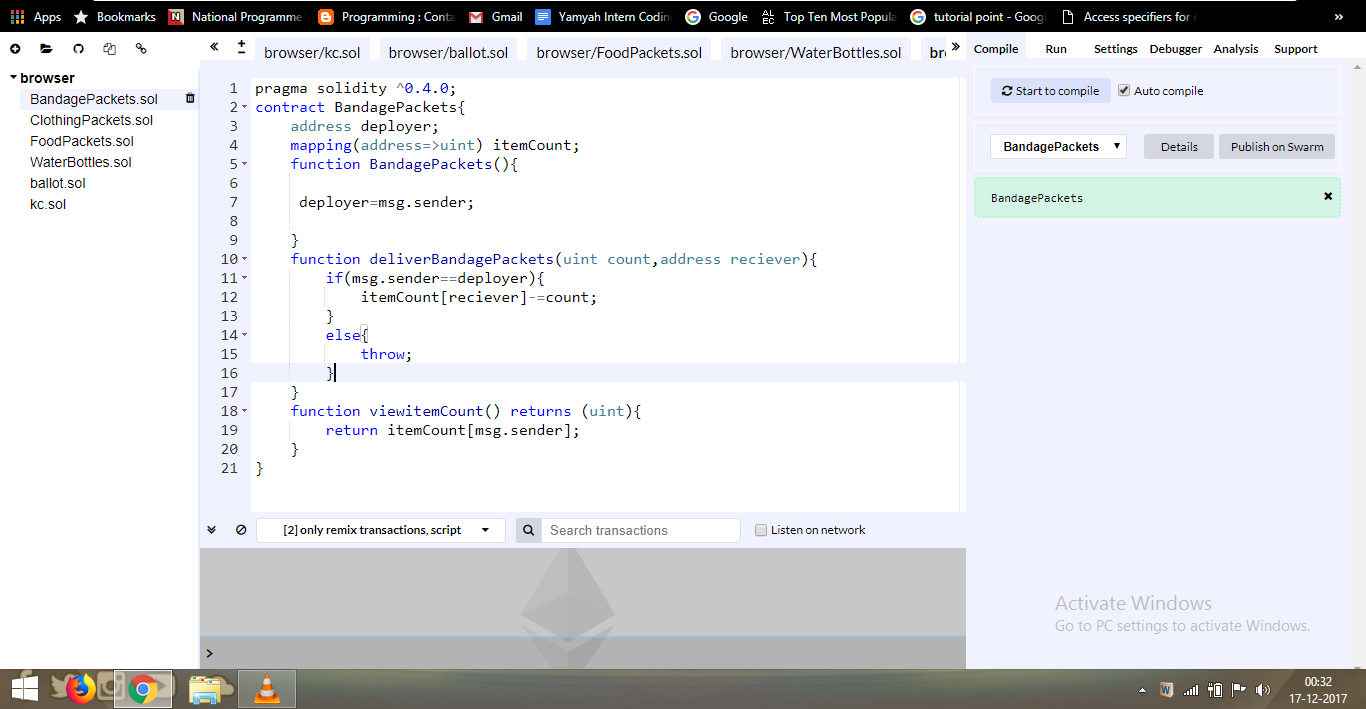 Apps Bookmarks National Programme Programming : Conta Gmail Yamyah Intern Codin Google Top Ten Most Popula tutorial point - Goog Access specifiers for c »
browser/kc.sol browser/ballot.sol browser/FoodPackets.sol browser/WaterBottles.sol br » Compile Run Settings Debugger Analysis Support
browser
BandagePackets.sol
ClothingPackets.sol
FoodPackets.sol
WaterBottles.sol
ballot.sol
kc.sol
1 pragma solidity ^0.4.0;
2 contract BandagePackets{
3 address deployer;
4 mapping(address=>uint) itemCount;
5 function BandagePackets(){
6
7 deployer=msg.sender;
8
9 }
10 function deliverBandagePackets(uint count,address reciever){
11 if(msg.sender==deployer){
12 itemCount[reciever]-=count;
13 }
14 else{
15 throw;
16 }
17 }
18 function viewitemCount() returns (uint){
19 return itemCount[msg.sender];
20 }
21 }
Start to compile Auto compile
BandagePackets Details Publish on Swarm
BandagePackets
[2] only remix transactions, script Search transactions Listen on network
>
Activate Windows
Go to PC settings to activate Windows.
00:32
17-12-2017